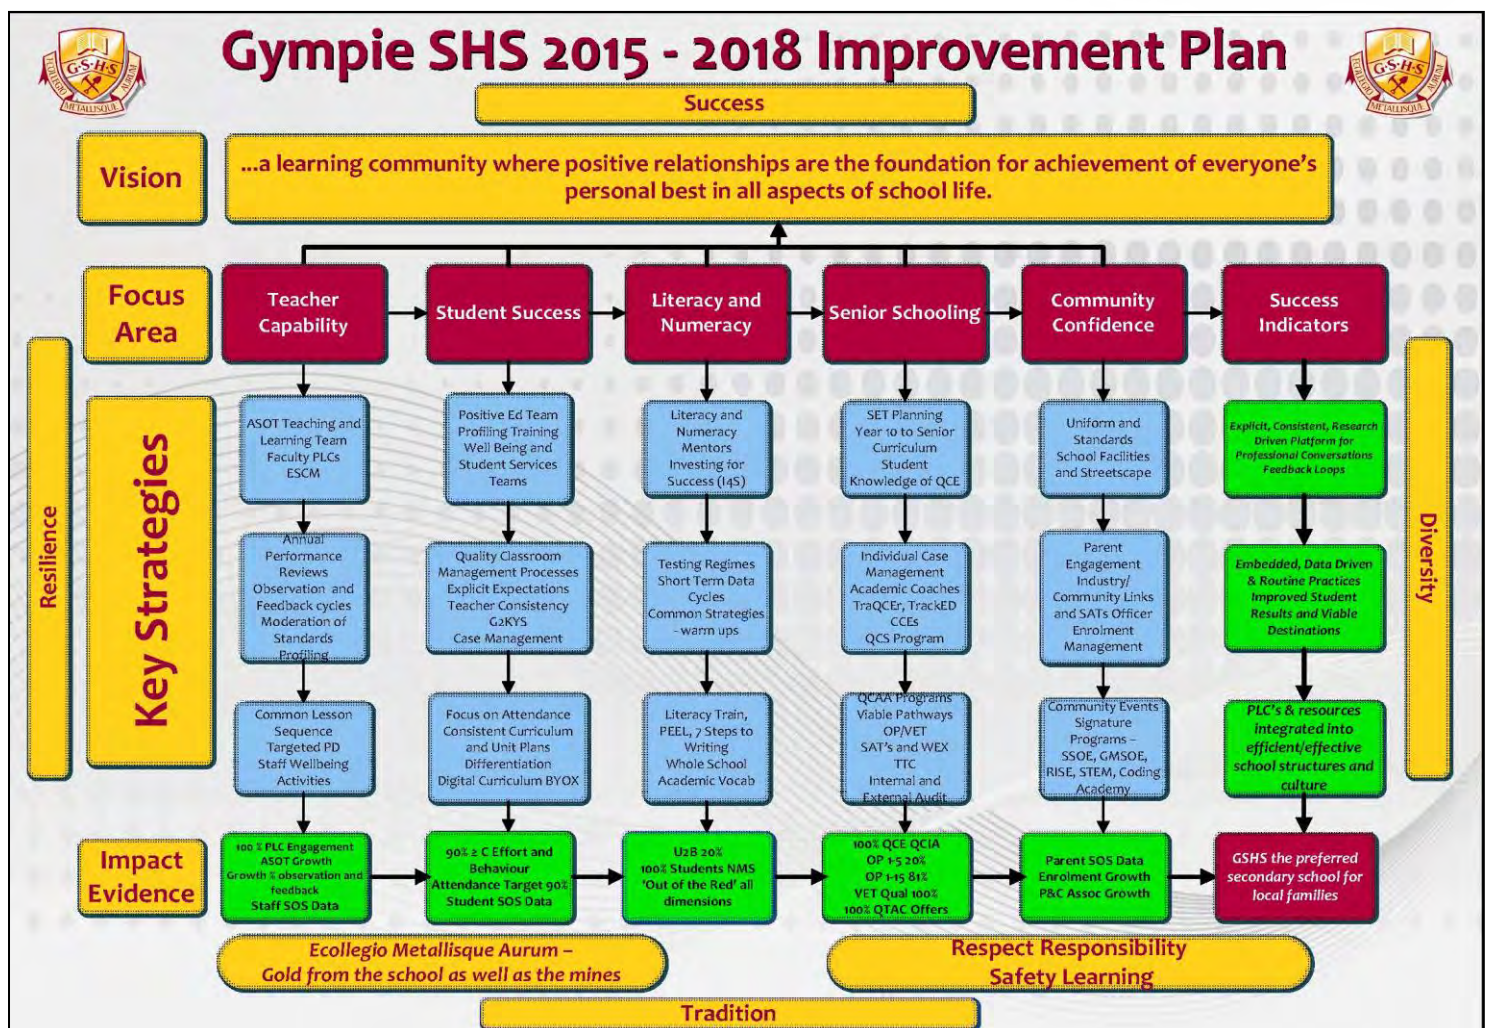 Gympie SHS 2015 - 2018 Improvement Plan
G·S·H·S
ECOLLEGIO METALLISQUE AURUM
G·S·H·S
ECOLLEGIO METALLISQUE AURUM
Success
Vision
...a learning community where positive relationships are the foundation for achievement of everyone's
personal best in all aspects of school life.
Focus
Area
Teacher
Capability
Student Success
Literacy and
Numeracy
Senior Schooling
Community
Confidence
Success
Indicators
Resilience
Key Strategies
ASOT Teaching and
Learning Team
Faculty PLCs
ESCM
Positive Ed Team
Profiling Training
Well Being and
Student Services
Teams
Literacy and
Numeracy
Mentors
Investing for
Success (I4S)
SET Planning
Year 10 to Senior
Curriculum
Student
Knowledge of QCE
Uniform and
Standards
School Facilities
and Streetscape
Explicit, Consistent, Research
Driven Platform for
Professional Conversations
Feedback Loops
Diversity
Annual
Performance
Reviews
Observation and
Feedback cycles
Moderation of
Standards
Profiling
Quality Classroom
Management Processes
Explicit Expectations
Teacher Consistency
G2KYS
Case Management
Testing Regimes
Short Term Data
Cycles
Common Strategies
- warm ups
Individual Case
Management
Academic Coaches
TraQCEr, TrackED
CCEs
QCS Program
Parent
Engagement
Industry/
Community Links
and SATs Officer
Enrolment
Management
Embedded, Data Driven
& Routine Practices
Improved Student
Results and Viable
Destinations
Common Lesson
Sequence
Targeted PD
Staff Wellbeing
Activities
Focus on Attendance
Consistent Curriculum
and Unit Plans
Differentiation
Digital Curriculum BYOX
Literacy Train,
PEEL, 7 Steps to
Writing
Whole School
Academic Vocab
QCAA Programs
Viable Pathways
OP/VET
SAT's and WEX
TTC
Internal and
External Audit
Community Events
Signature
Programs –
SSOE, GMSOE,
RISE, STEM, Coding
Academy
PLC's & resources
integrated into
efficient/effective
school structures and
culture
Impact
Evidence
100 % PLC Engagement
ASOT Growth
Growth % observation and
feedback
Staff SOS Data
90% ≥ C Effort and
Behaviour
Attendance Target 90%
Student SOS Data
U2B 20%
100% Students NMS
'Out of the Red' all
dimensions
100% QCE QCIA
OP 1-5 20%
OP 1-15 81%
VET Qual 100%
100% QTAC Offers
Parent SOS Data
Enrolment Growth
P&C Assoc Growth
GSHS the preferred
secondary school for
local families
Ecollegio Metallisque Aurum –
Gold from the school as well as the mines
Respect Responsibility
Safety Learning
Tradition